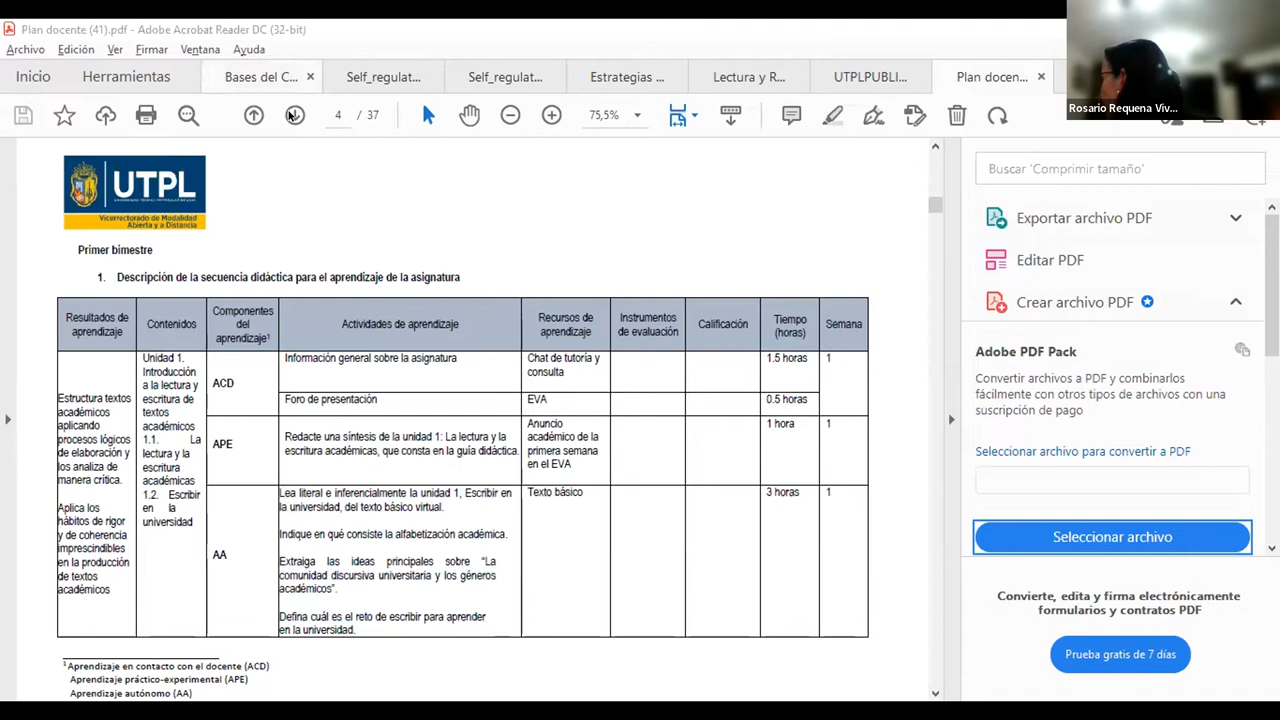 Plan docente (41).pdf - Adobe Acrobat Reader DC (32-bit)
Archivo Edición Ver Firmar Ventana Ayuda
Inicio Herramientas Bases del C... × Self_regulat... Self_regulat... Estrategias ... Lectura y R... UTPLPUBLI... Plan docen... ×
Rosario Requena Viv...
4 / 37 75,5%
UTPL
Vicerrectorado de Modalidad
Abierta y a Distancia
Primer bimestre
1. Descripción de la secuencia didáctica para el aprendizaje de la asignatura
Resultados de
aprendizaje
Contenidos
Componentes
del
aprendizaje¹
Actividades de aprendizaje
Recursos de
aprendizaje
Instrumentos
de evaluación
Calificación
Tiempo
(horas)
Semana
Estructura textos
académicos
aplicando
procesos lógicos
de elaboración y
los analiza de
manera crítica.
Aplica los
hábitos de rigor
y de coherencia
imprescindibles
en la producción
de textos
académicos
Unidad 1.
Introducción
a la lectura y
escritura de
textos
académicos
1.1. La
lectura y la
escritura
académicas
1.2. Escribir
en la
universidad
ACD
Información general sobre la asignatura
Chat de tutoría y
consulta
1.5 horas
1
Foro de presentación
EVA
0.5 horas
APE
Redacte una síntesis de la unidad 1: La lectura y la
escritura académicas, que consta en la guía didáctica.
Anuncio
académico de la
primera semana
en el EVA
1 hora
1
AA
Lea literal e inferencialmente la unidad 1, Escribir en
la universidad, del texto básico virtual.
Indique en qué consiste la alfabetización académica.
Extraiga las ideas principales sobre “La
comunidad discursiva universitaria y los géneros
académicos”.
Defina cuál es el reto de escribir para aprender
en la universidad.
Texto básico
3 horas
1
¹ Aprendizaje en contacto con el docente (ACD)
Aprendizaje práctico-experimental (APE)
Aprendizaje autónomo (AA)
Buscar 'Comprimir tamaño'
Exportar archivo PDF
Editar PDF
Crear archivo PDF
Adobe PDF Pack
Convertir archivos a PDF y combinarlos
fácilmente con otros tipos de archivos con una
suscripción de pago
Seleccionar archivo para convertir a PDF
Seleccionar archivo
Convierte, edita y firma electrónicamente
formularios y contratos PDF
Prueba gratis de 7 días